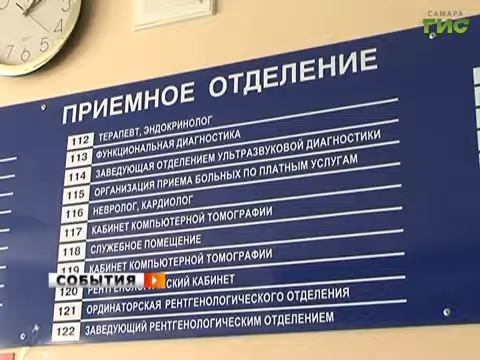 САМАРА
ГИС
ПРИЕМНОЕ ОТДЕЛЕНИЕ
112 ТЕРАПЕВТ, ЭНДОКРИНОЛОГ
113 ФУНКЦИОНАЛЬНАЯ ДИАГНОСТИКА
114 ЗАВЕДУЮЩАЯ ОТДЕЛЕНИЕМ УЛЬТРАЗВУКОВОЙ ДИАГНОСТИКИ
115 ОРГАНИЗАЦИЯ ПРИЕМА БОЛЬНЫХ ПО ПЛАТНЫМ УСЛУГАМ
116 НЕВРОЛОГ, КАРДИОЛОГ
117 КАБИНЕТ КОМПЬЮТЕРНОЙ ТОМОГРАФИИ
118 СЛУЖЕБНОЕ ПОМЕЩЕНИЕ
119 КАБИНЕТ КОМПЬЮТЕРНОЙ ТОМОГРАФИИ
СОБЫТИЯ
120 РЕНТГЕНОЛОГИЧЕСКИЙ КАБИНЕТ
121 ОРДИНАТОРСКАЯ РЕНТГЕНОЛОГИЧЕСКОГО ОТДЕЛЕНИЯ
122 ЗАВЕДУЮЩИЙ РЕНТГЕНОЛОГИЧЕСКИМ ОТДЕЛЕНИЕМ